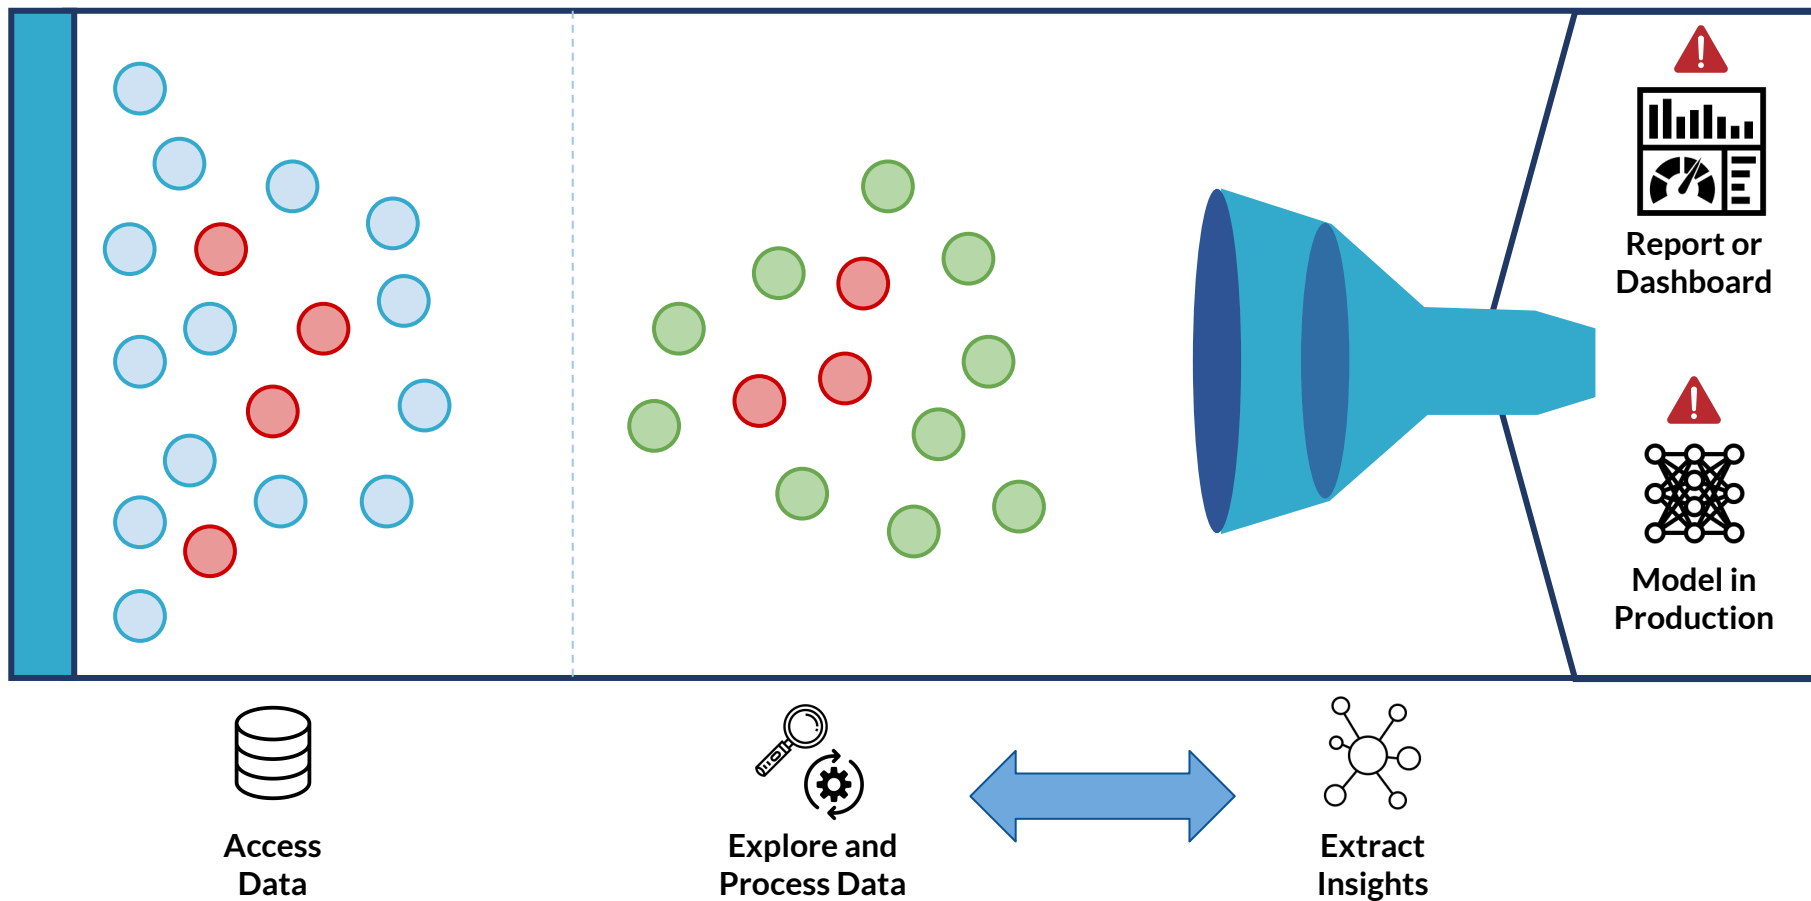 Report or
Dashboard
Model in
Production
Access
Data
Explore and
Process Data
Extract
Insights